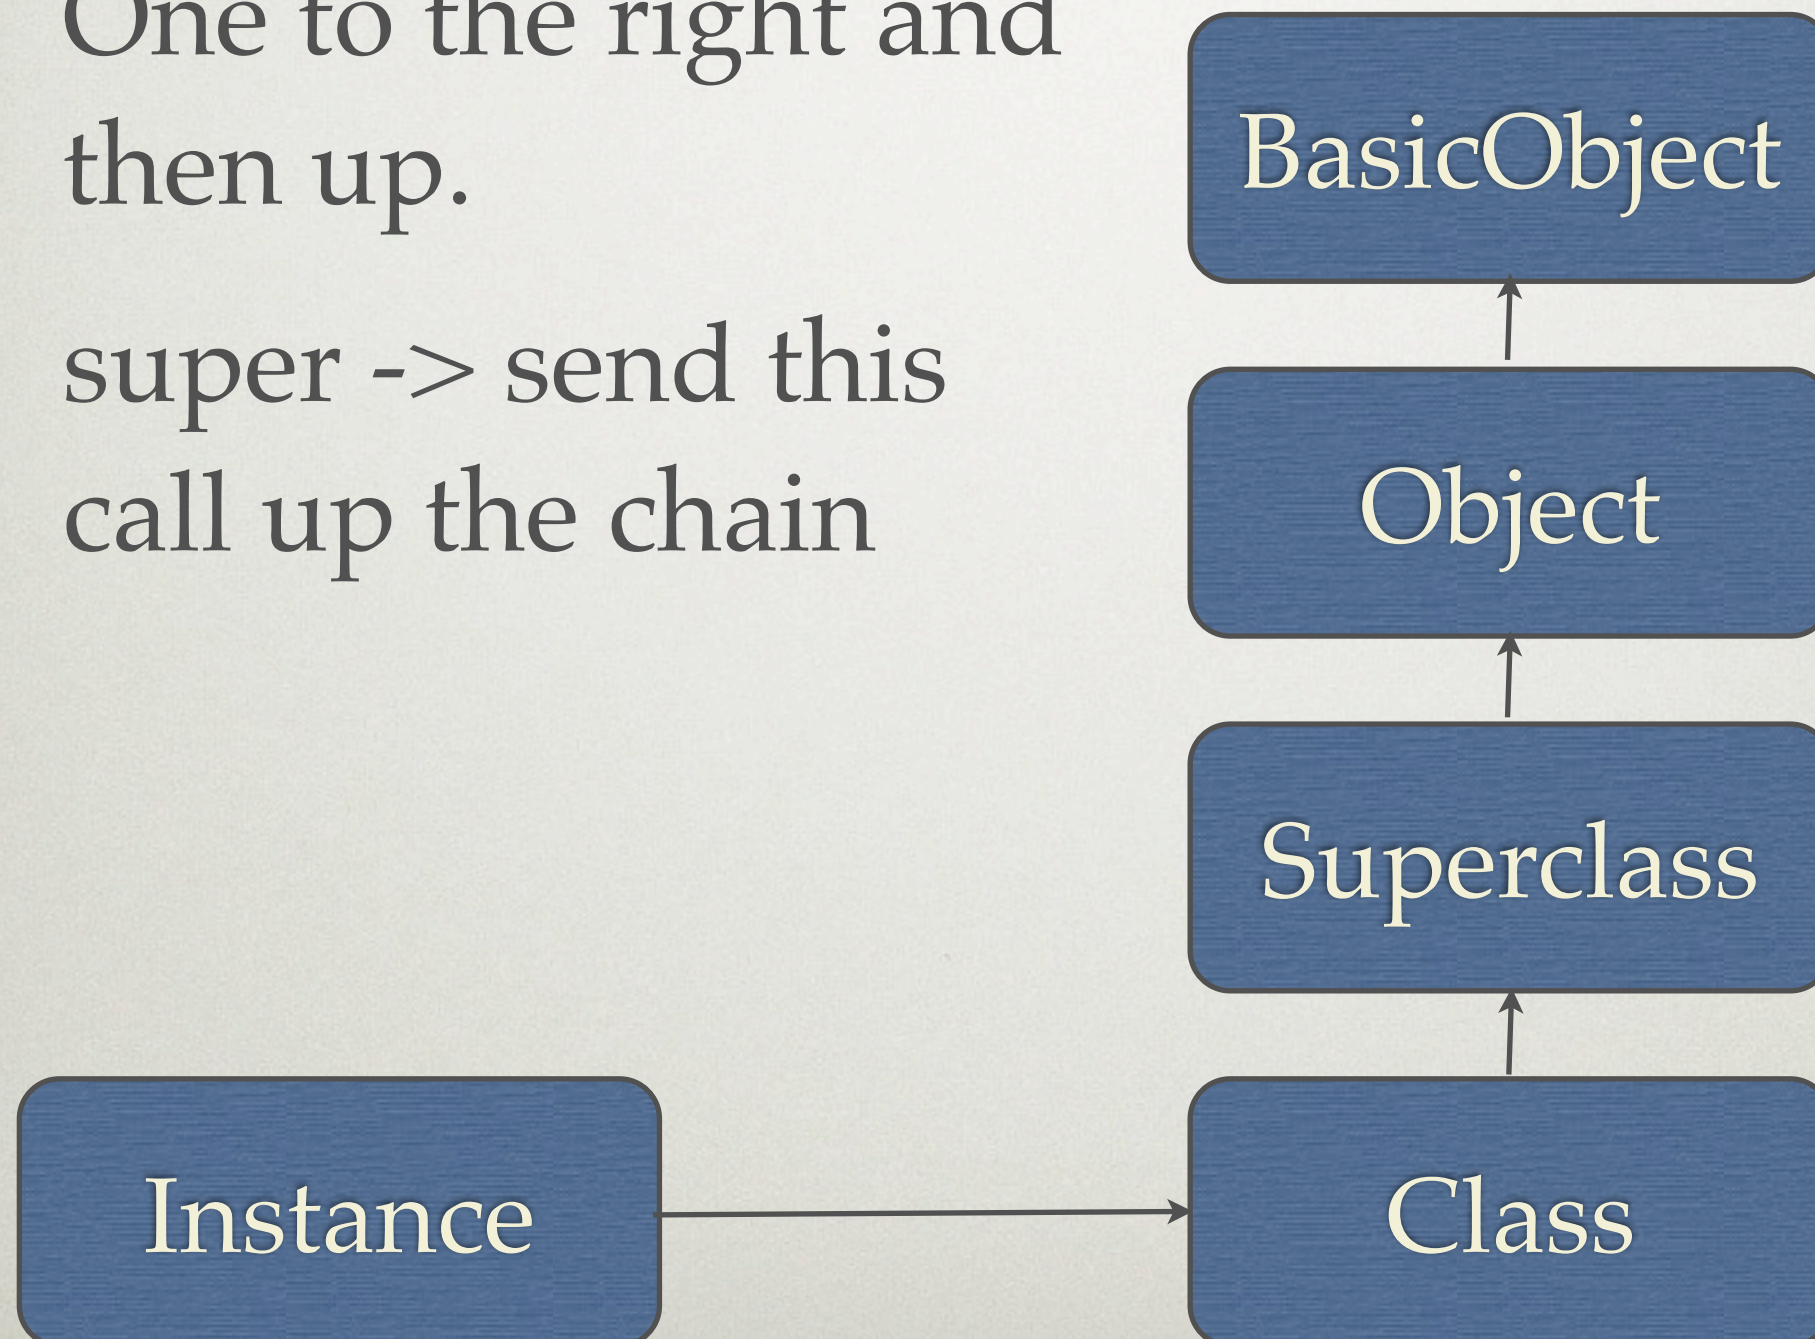 One to the right and
then up.
super -> send this
call up the chain
BasicObject
Object
Superclass
Instance
Class